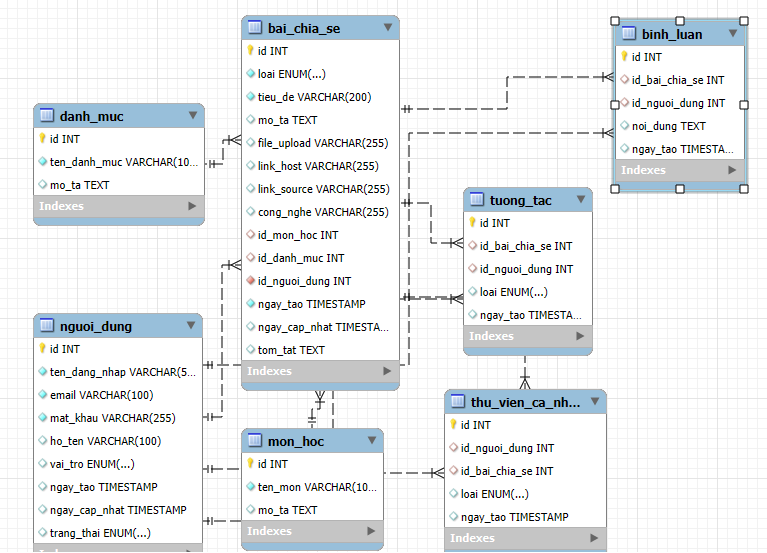 bai_chia_se
id INT
loai ENUM(...)
tieu_de VARCHAR(200)
mo_ta TEXT
file_upload VARCHAR(255)
link_host VARCHAR(255)
link_source VARCHAR(255)
cong_nghe VARCHAR(255)
id_mon_hoc INT
id_danh_muc INT
id_nguoi_dung INT
ngay_tao TIMESTAMP
ngay_cap_nhat TIMESTA...
tom_tat TEXT
Indexes
binh_luan
id INT
id_bai_chia_se INT
id_nguoi_dung INT
noi_dung TEXT
ngay_tao TIMESTA...
Indexes
danh_muc
id INT
ten_danh_muc VARCHAR(10...
mo_ta TEXT
Indexes
tuong_tac
id INT
id_bai_chia_se INT
id_nguoi_dung INT
loai ENUM(...)
ngay_tao TIMESTA...
Indexes
nguoi_dung
id INT
ten_dang_nhap VARCHAR(5...
email VARCHAR(100)
mat_khau VARCHAR(255)
ho_ten VARCHAR(100)
vai_tro ENUM(...)
ngay_tao TIMESTAMP
ngay_cap_nhat TIMESTAMP
trang_thai ENUM(...)
mon_hoc
id INT
ten_mon VARCHAR(10...
mo_ta TEXT
Indexes
thu_vien_ca_nh...
id INT
id_nguoi_dung INT
id_bai_chia_se INT
loai ENUM(...)
ngay_tao TIMESTAMP
Indexes